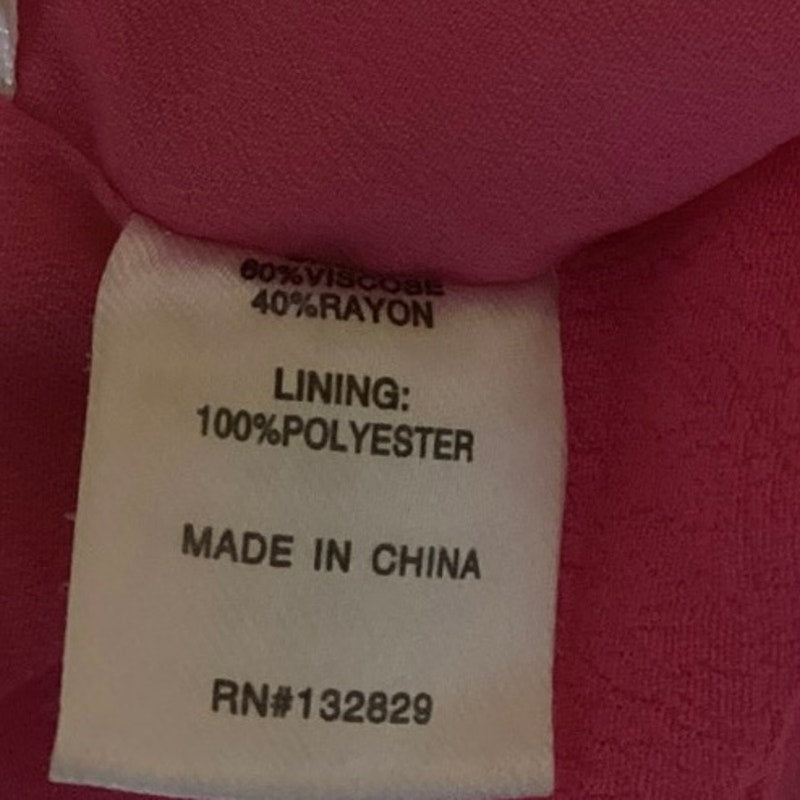 60%VISCOSE
40%RAYON
LINING:
100%POLYESTER
MADE IN CHINA
RN#132829